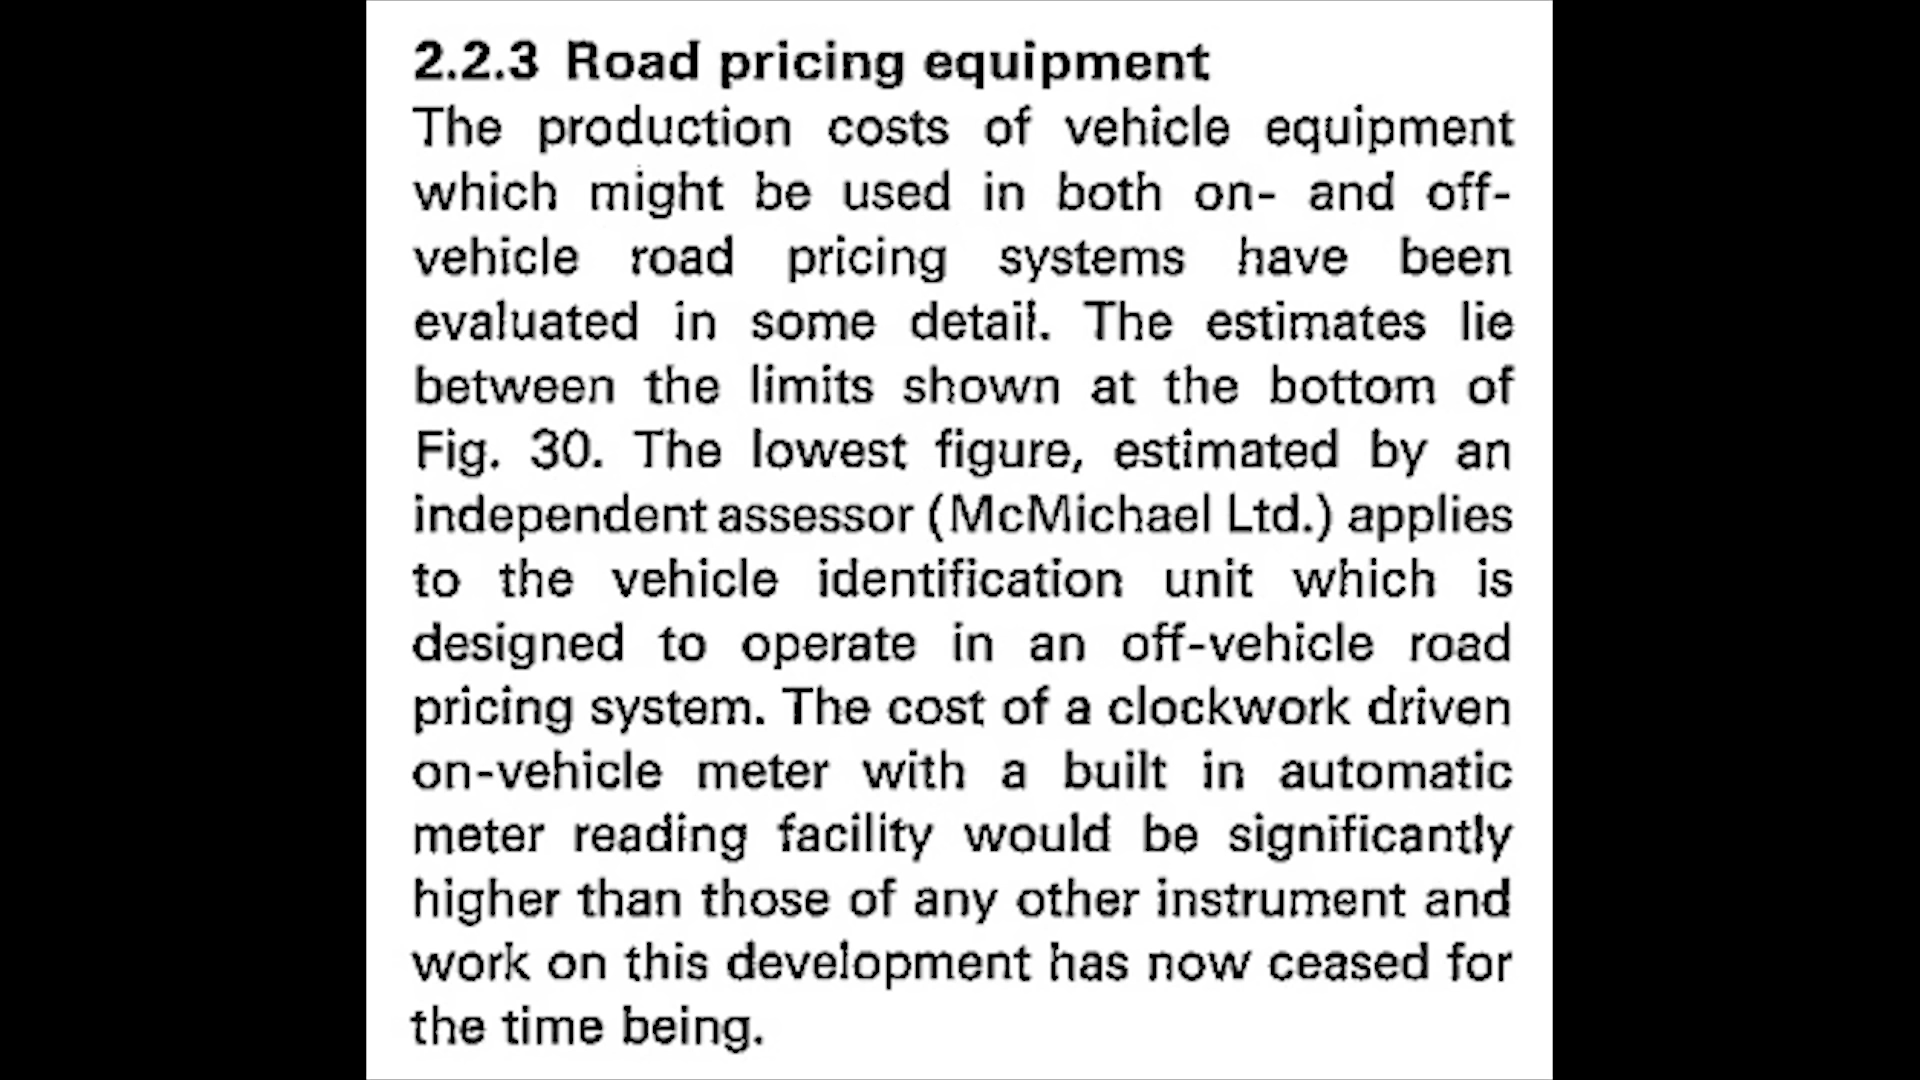 2.2.3 Road pricing equipment
The production costs of vehicle equipment
which might be used in both on- and off-
vehicle road pricing systems have been
evaluated in some detail. The estimates lie
between the limits shown at the bottom of
Fig. 30. The lowest figure, estimated by an
independent assessor (McMichael Ltd.) applies
to the vehicle identification unit which is
designed to operate in an off-vehicle road
pricing system. The cost of a clockwork driven
on-vehicle meter with a built in automatic
meter reading facility would be significantly
higher than those of any other instrument and
work on this development has now ceased for
the time being.